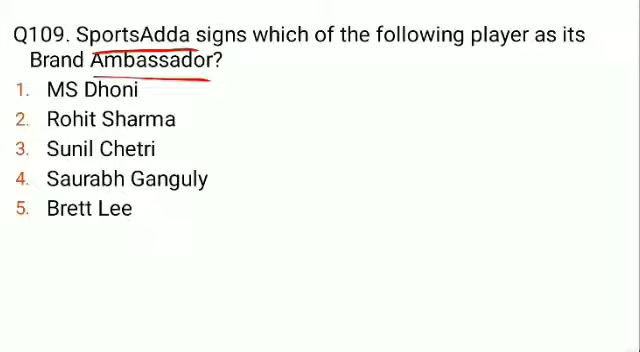 Q109. SportsAdda signs which of the following player as its
Brand Ambassador?
1. MS Dhoni
2. Rohit Sharma
3. Sunil Chetri
4. Saurabh Ganguly
5. Brett Lee